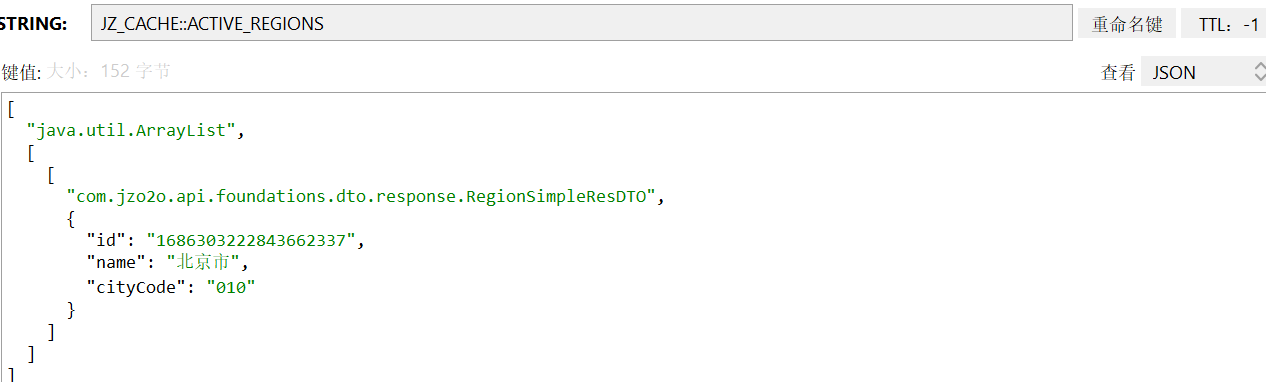 STRING: JZ_CACHE::ACTIVE_REGIONS 重命名键 TTL: -1
键值: 大小: 152 字节 查看 JSON
[
"java.util.ArrayList",
[
[
"com.jzo2o.api.foundations.dto.response.RegionSimpleResDTO",
{
"id": "1686303222843662337",
"name": "北京市",
"cityCode": "010"
}
]
]
]